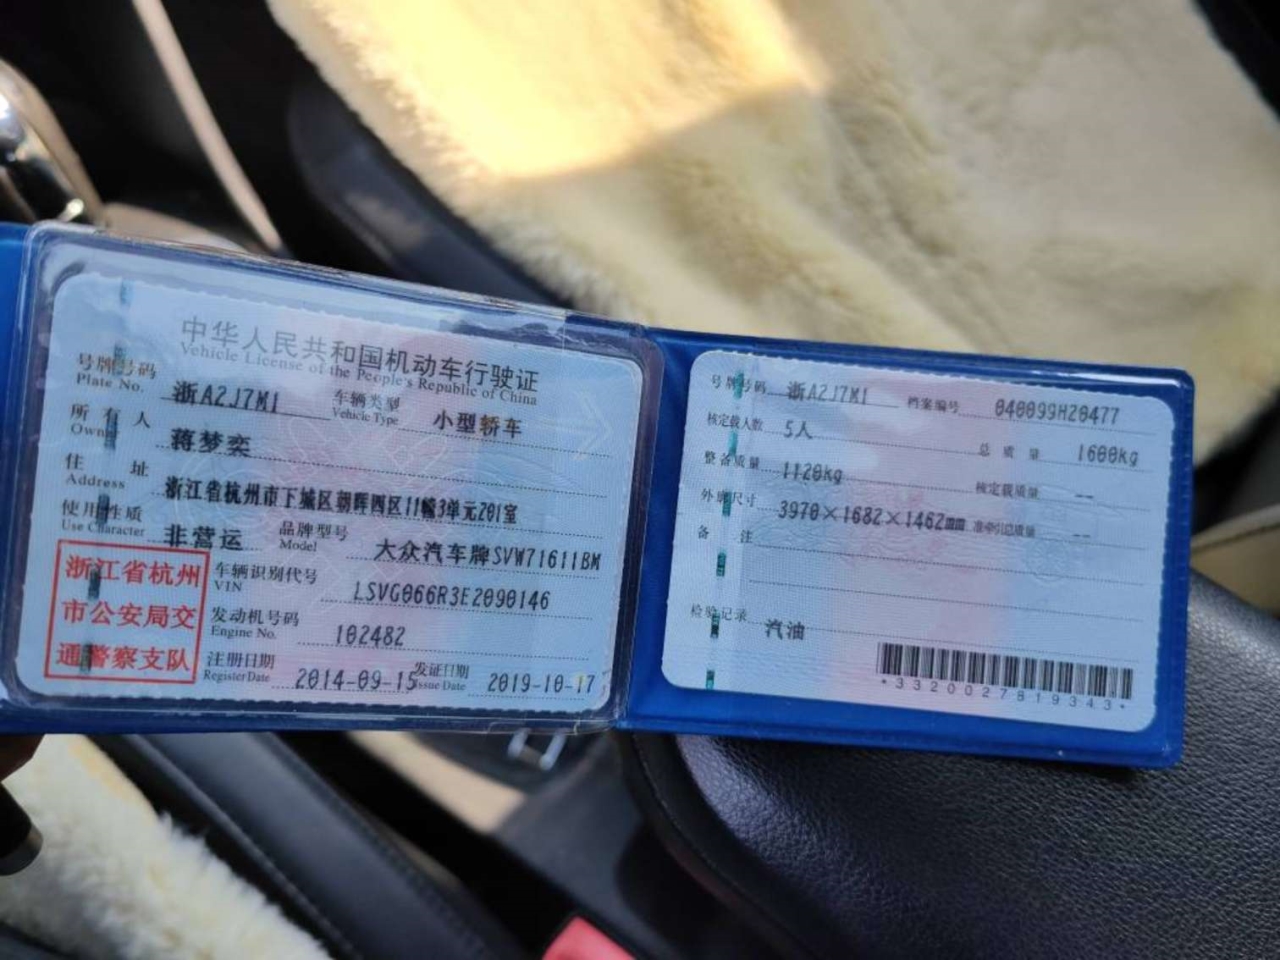 中华人民共和国机动车行驶证
Vehicle License of the People's Republic of China
号牌号码 浙A2J7M1 车辆类型 小型轿车
Plate No. Vehicle Type
所有人 蒋梦奕
Owner
住址 浙江省杭州市下城区朝晖四区11幢3单元201室
Address
使用性质 非营运 品牌型号 大众汽车牌SVW71611BM
Use Character Model
浙江省杭州
市公安局交
通警察支队
车辆识别代号 LSVG066R3E2090146
VIN
发动机号码 102482
Engine No.
注册日期 2014-09-15 发证日期 2019-10-17
Register Date Issue Date
号牌号码 浙A2J7M1 档案编号 040099H20477
核定载人数 5人 总质量 1600kg
整备质量 1120kg 核定载质量 --
外廓尺寸 3970×1682×1462mm 准牵引总质量 --
备注
检验记录 汽油
*3320027819343*